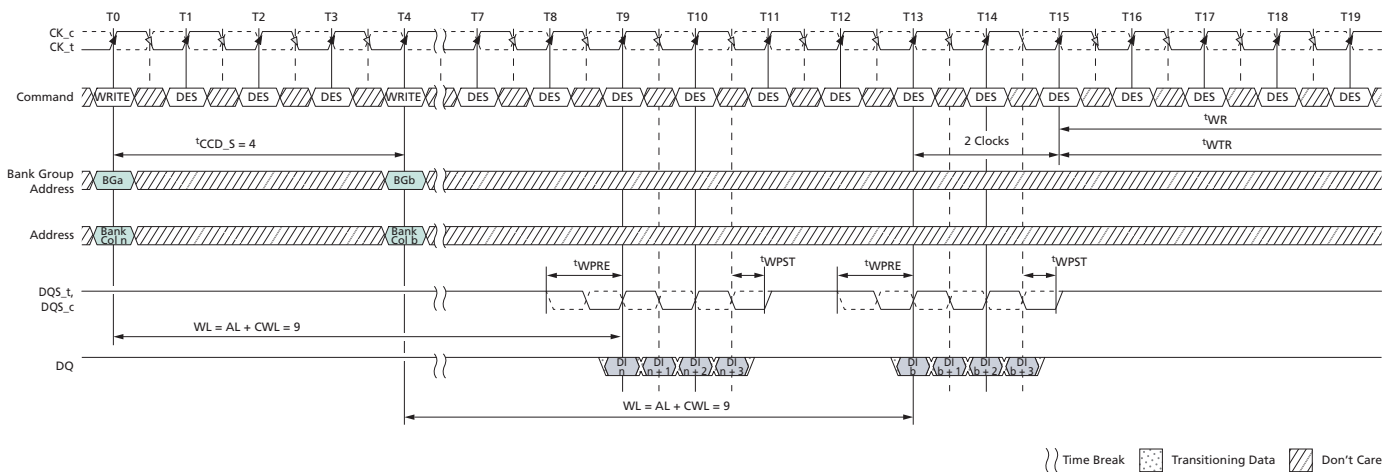 T0 T1 T2 T3 T4 T7 T8 T9 T10 T11 T12 T13 T14 T15 T16 T17 T18 T19
CK_c
CK_t
Command WRITE DES DES DES WRITE DES DES DES DES DES DES DES DES DES DES DES DES DES
tWR
tCCD_S = 4 2 Clocks
tWTR
Bank Group
Address
BGa BGb
Address
Bank
Col n
Bank
Col b
tWPRE tWPST tWPRE tWPST
DQS_t,
DQS_c
WL = AL + CWL = 9
DQ
DI
n
DI
n + 1
DI
n + 2
DI
n + 3
DI
b
DI
b + 1
DI
b + 2
DI
b + 3
WL = AL + CWL = 9
Time Break Transitioning Data Don't Care